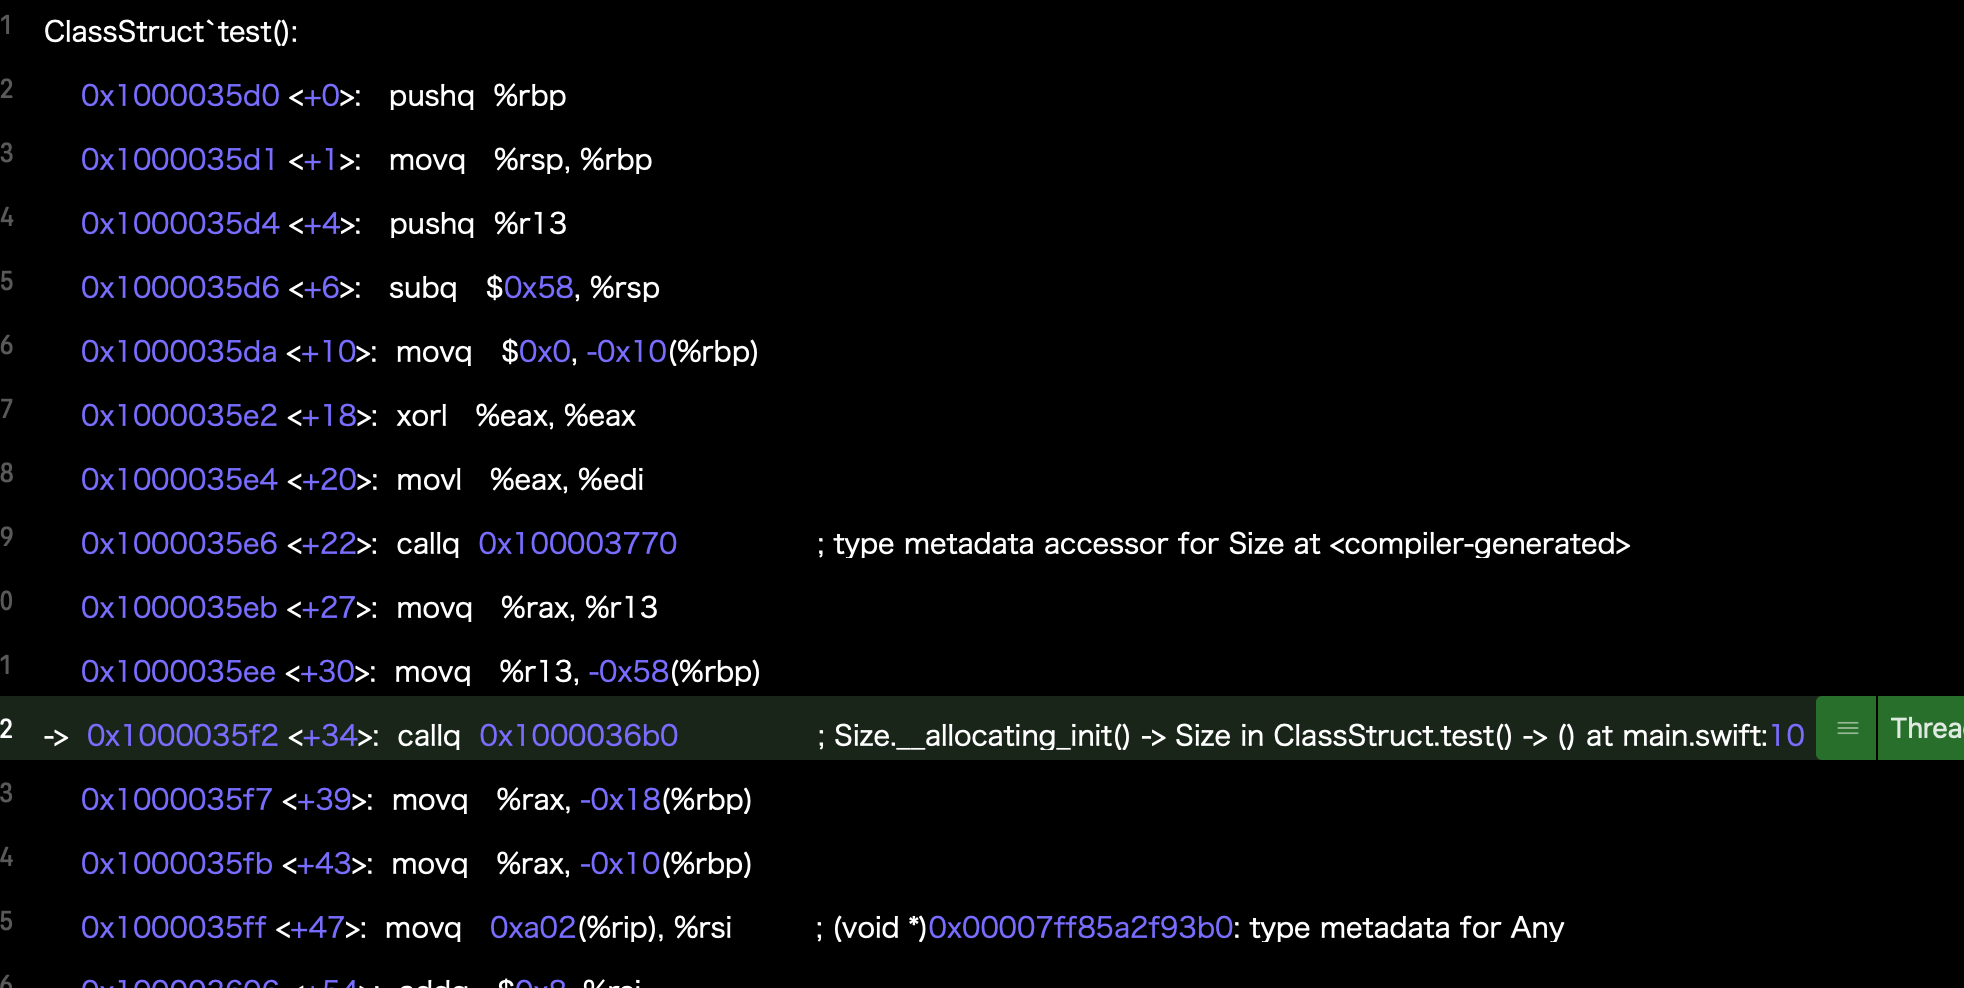 1 ClassStruct`test():
2 0x1000035d0 <+0>: pushq %rbp
3 0x1000035d1 <+1>: movq %rsp, %rbp
4 0x1000035d4 <+4>: pushq %r13
5 0x1000035d6 <+6>: subq $0x58, %rsp
6 0x1000035da <+10>: movq $0x0, -0x10(%rbp)
7 0x1000035e2 <+18>: xorl %eax, %eax
8 0x1000035e4 <+20>: movl %eax, %edi
9 0x1000035e6 <+22>: callq 0x100003770 ; type metadata accessor for Size at <compiler-generated>
0 0x1000035eb <+27>: movq %rax, %r13
1 0x1000035ee <+30>: movq %r13, -0x58(%rbp)
2 -> 0x1000035f2 <+34>: callq 0x1000036b0 ; Size.__allocating_init() -> Size in ClassStruct.test() -> () at main.swift:10 Threa
3 0x1000035f7 <+39>: movq %rax, -0x18(%rbp)
4 0x1000035fb <+43>: movq %rax, -0x10(%rbp)
5 0x1000035ff <+47>: movq 0xa02(%rip), %rsi ; (void *)0x00007ff85a2f93b0: type metadata for Any
6 0x100003606 <+54>: addq $0x8, %rsi